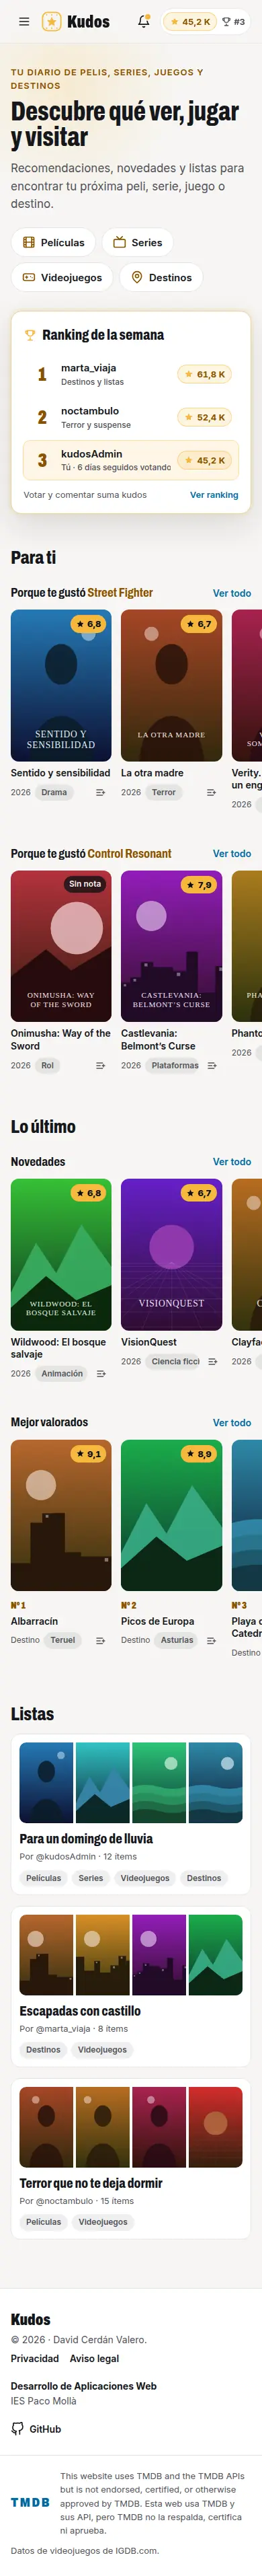 Kudos
45,2 K
#3
TU DIARIO DE PELIS, SERIES, JUEGOS Y
DESTINOS
Descubre qué ver, jugar
y visitar
Recomendaciones, novedades y listas para
encontrar tu próxima peli, serie, juego o
destino.
Películas
Series
Videojuegos
Destinos
Ranking de la semana
1
marta_viaja
Destinos y listas
61,8 K
2
noctambulo
Terror y suspense
52,4 K
3
kudosAdmin
Tú · 6 días seguidos votando
45,2 K
Votar y comentar suma kudos
Ver ranking
Para ti
Porque te gustó Street Fighter
Ver todo
6,8
6,7
SENTIDO Y
SENSIBILIDAD
LA OTRA MADRE
Sentido y sensibilidad
La otra madre
Verity.
un eng
2026
Drama
2026
Terror
2026
Porque te gustó Control Resonant
Ver todo
Sin nota
7,9
ONIMUSHA: WAY
OF THE SWORD
CASTLEVANIA:
BELMONT'S CURSE
PHA
Onimusha: Way of the
Sword
Castlevania:
Belmont's Curse
Phanto
2026
Rol
2026
Plataformas
2026
Lo último
Novedades
Ver todo
6,8
6,7
WILDWOOD: EL
BOSQUE SALVAJE
VISIONQUEST
C
Wildwood: El bosque
salvaje
VisionQuest
Clayfa
2026
Animación
2026
Ciencia ficci
2026
Mejor valorados
Ver todo
9,1
8,9
Nº 1
Nº 2
Nº 3
Albarracín
Picos de Europa
Playa d
Catedr
Destino
Teruel
Destino
Asturias
Destino
Listas
Para un domingo de lluvia
Por @kudosAdmin · 12 ítems
Películas
Series
Videojuegos
Destinos
Escapadas con castillo
Por @marta_viaja · 8 ítems
Destinos
Videojuegos
Terror que no te deja dormir
Por @noctambulo · 15 ítems
Películas
Videojuegos
Kudos
© 2026 · David Cerdán Valero.
Privacidad
Aviso legal
Desarrollo de Aplicaciones Web
IES Paco Mollà
GitHub
TMDB
This website uses TMDB and the TMDB APIs
but is not endorsed, certified, or otherwise
approved by TMDB. Esta web usa TMDB y
sus API, pero TMDB no la respalda, certifica
ni aprueba.
Datos de videojuegos de IGDB.com.